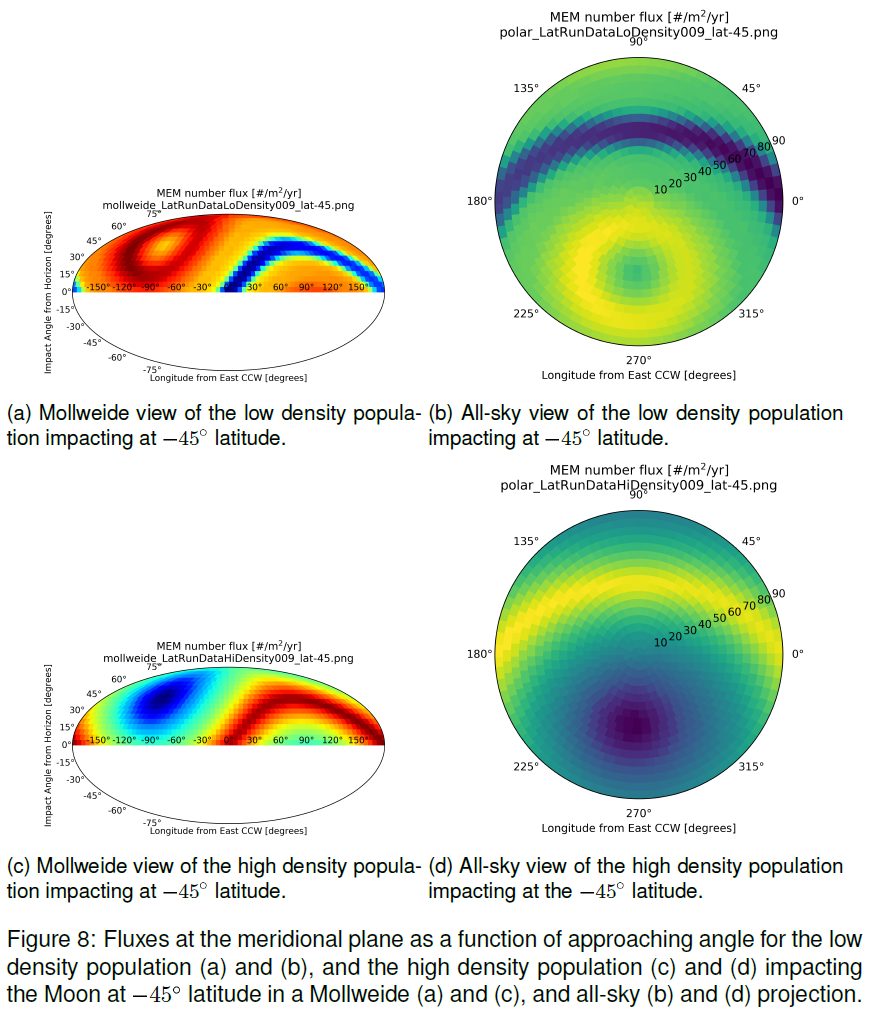 MEM number flux [#/m²/yr]
mollweide_LatRunDataLoDensity009_lat-45.png
75°
60°
45°
30°
15°
0°
-15°
-30°
-45°
-60°
-75°
-150° -120° -90° -60° -30° 0° 30° 60° 90° 120° 150°
Impact Angle from Horizon [degrees]
Longitude from East CCW [degrees]
MEM number flux [#/m²/yr]
polar_LatRunDataLoDensity009_lat-45.png
90°
135°
45°
10 20 30 40 50 60 70 80 90
180°
0°
225°
315°
270°
Longitude from East CCW [degrees]
(a) Mollweide view of the low density popula-
tion impacting at −45° latitude.
(b) All-sky view of the low density population
impacting at −45° latitude.
MEM number flux [#/m²/yr]
mollweide_LatRunDataHiDensity009_lat-45.png
75°
60°
45°
30°
15°
0°
-15°
-30°
-45°
-60°
-75°
-150° -120° -90° -60° -30° 0° 30° 60° 90° 120° 150°
Impact Angle from Horizon [degrees]
Longitude from East CCW [degrees]
MEM number flux [#/m²/yr]
polar_LatRunDataHiDensity009_lat-45.png
90°
135°
45°
10 20 30 40 50 60 70 80 90
180°
0°
225°
315°
270°
Longitude from East CCW [degrees]
(c) Mollweide view of the high density popula-
tion impacting at −45° latitude.
(d) All-sky view of the high density population
impacting at the −45° latitude.
Figure 8: Fluxes at the meridional plane as a function of approaching angle for the low
density population (a) and (b), and the high density population (c) and (d) impacting
the Moon at −45° latitude in a Mollweide (a) and (c), and all-sky (b) and (d) projection.